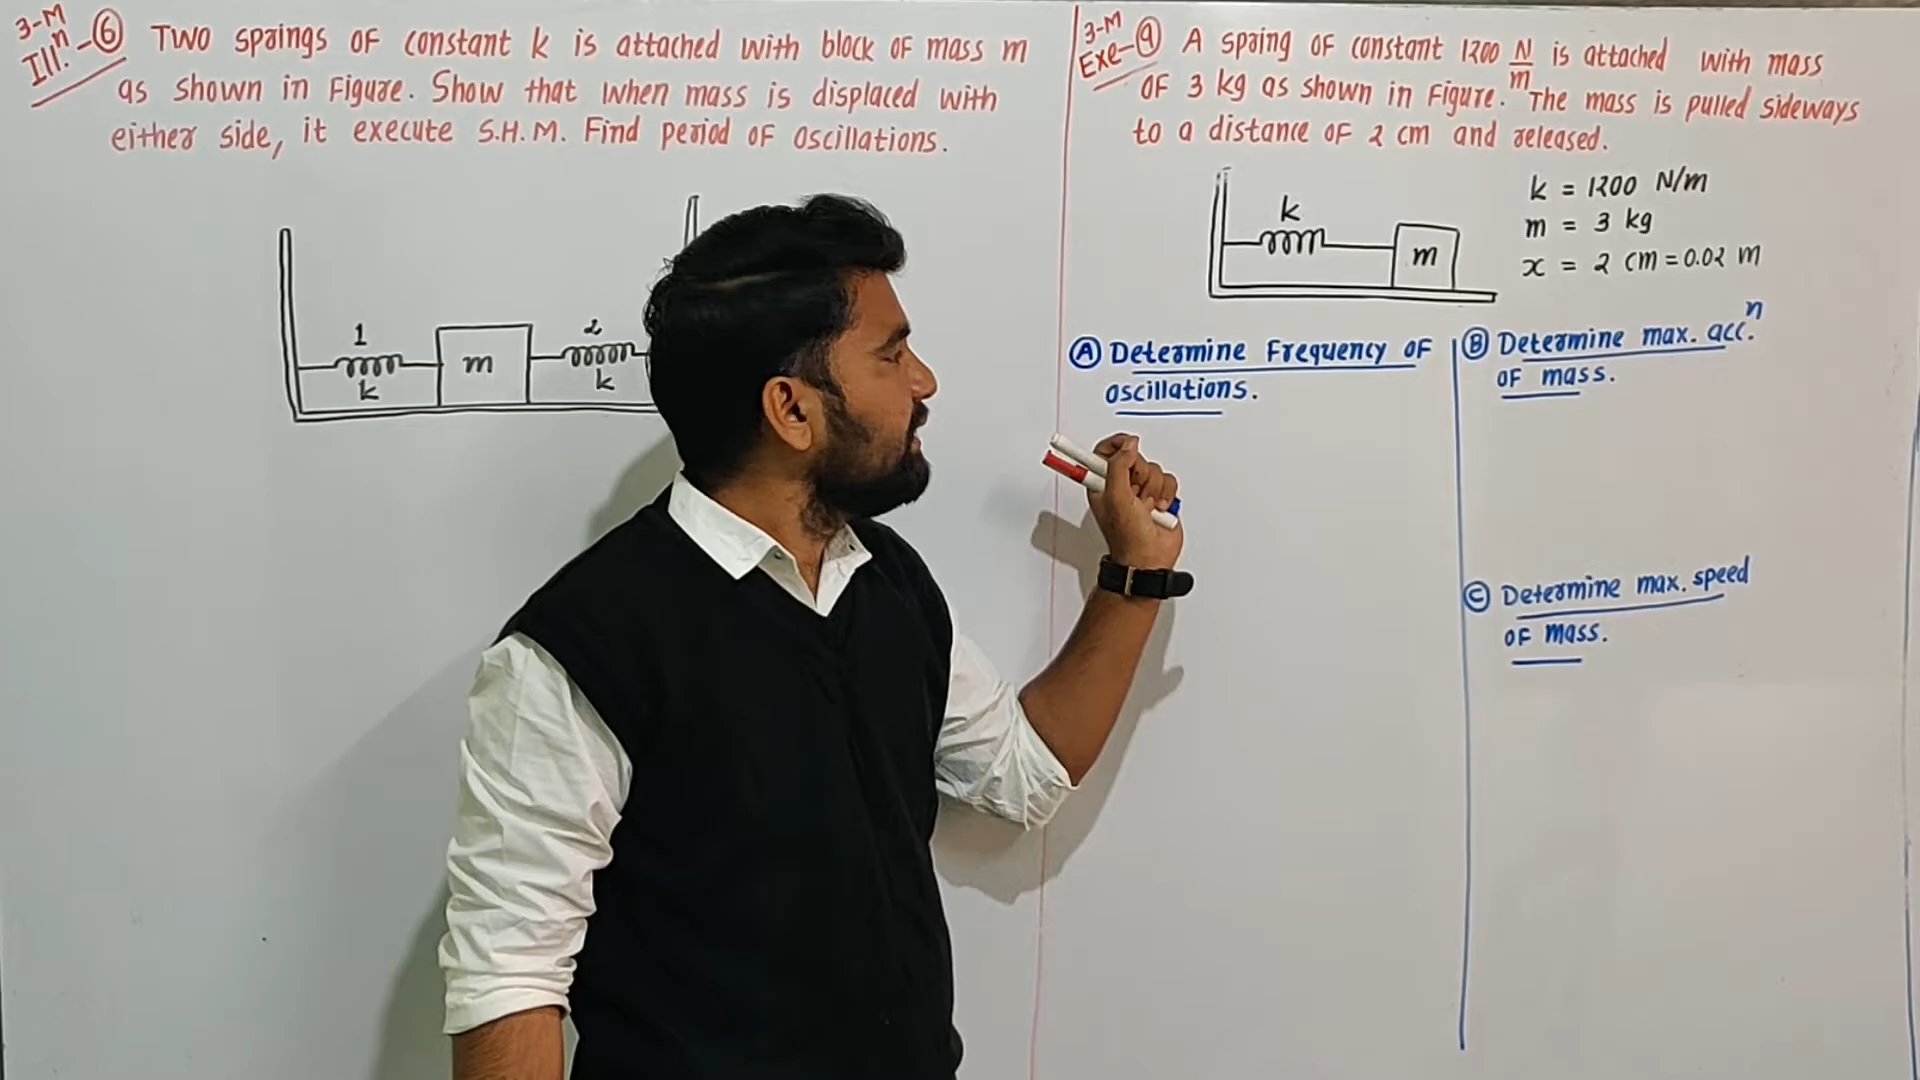 3-M
Ill.ⁿ-⑥ Two springs of constant k is attached with block of mass m
as shown in Figure. Show that when mass is displaced with
either side, it execute S.H.M. Find period of oscillations.
1
k
m
2
k
3-M
Exe-⑨ A spring of constant 1200 N/m is attached with mass
of 3 kg as shown in Figure. The mass is pulled sideways
to a distance of 2 cm and released.
k
m
k = 1200 N/m
m = 3 kg
x = 2 cm = 0.02 m
Ⓐ Determine Frequency of
oscillations.
Ⓑ Determine max. acc.ⁿ
of mass.
Ⓒ Determine max. speed
of mass.